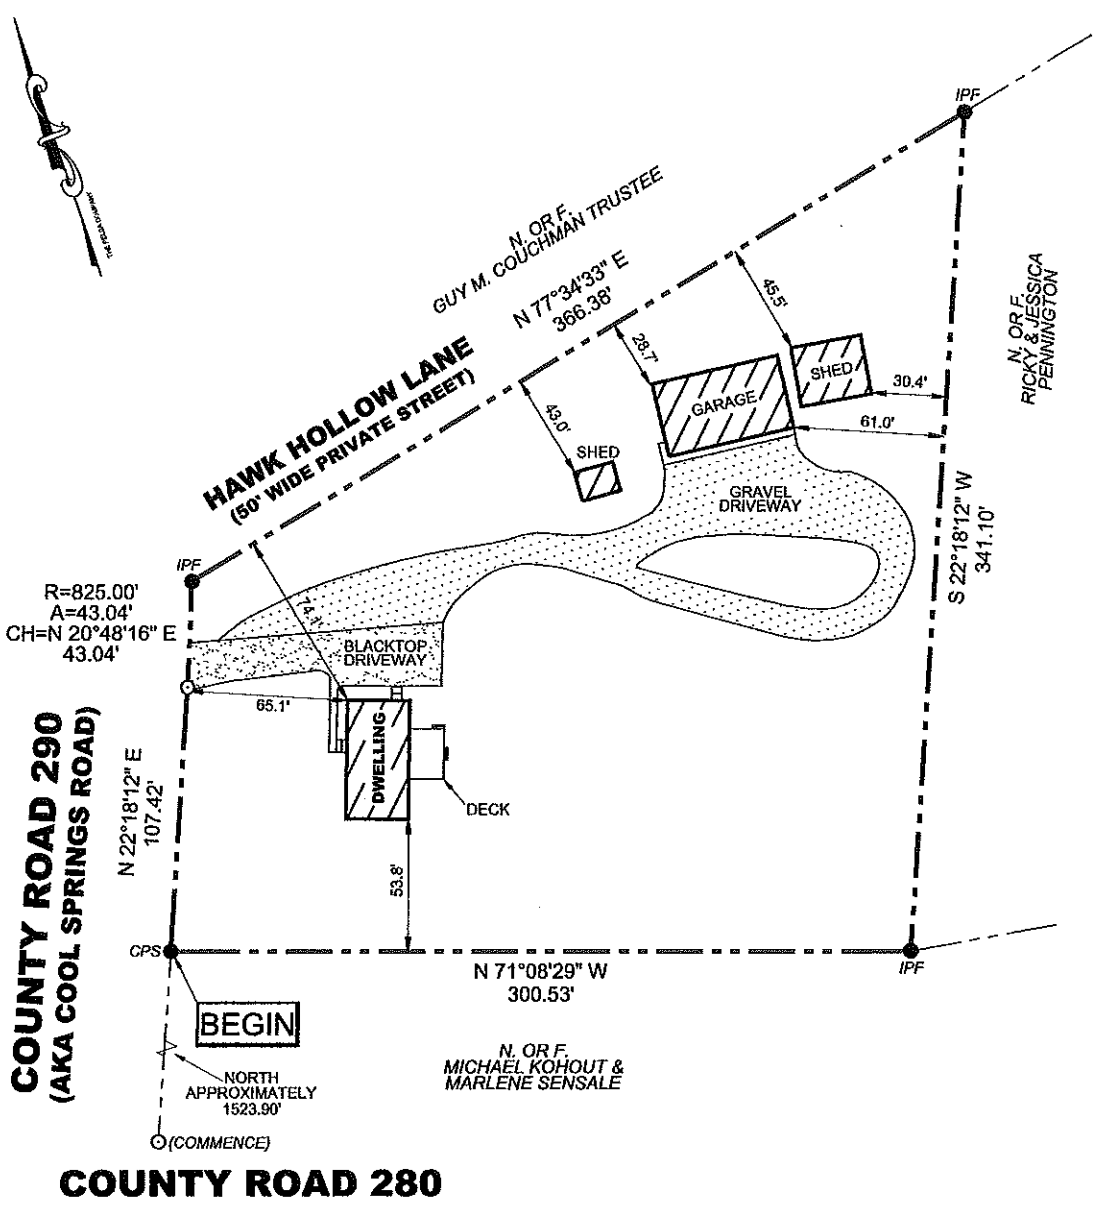 IPF
THE PELGA COMPANY
N. OR F.
GUY M. COUCHMAN TRUSTEE
N 77°34'33" E
366.38'
HAWK HOLLOW LANE
(50' WIDE PRIVATE STREET)
45.5'
28.7'
43.0'
SHED
GARAGE
SHED
30.4'
61.0'
N. OR F.
RICKY & JESSICA
PENNINGTON
GRAVEL
DRIVEWAY
S 22°18'12" W
341.10'
IPF
R=825.00'
A=43.04'
CH=N 20°48'16" E
43.04'
74.1'
BLACKTOP
DRIVEWAY
65.1'
DWELLING
DECK
53.8'
N 22°18'12" E
107.42'
COUNTY ROAD 290
(AKA COOL SPRINGS ROAD)
CPS
BEGIN
N 71°08'29" W
300.53'
IPF
N. OR F.
MICHAEL KOHOUT &
MARLENE SENSALE
NORTH
APPROXIMATELY
1523.90'
(COMMENCE)
COUNTY ROAD 280